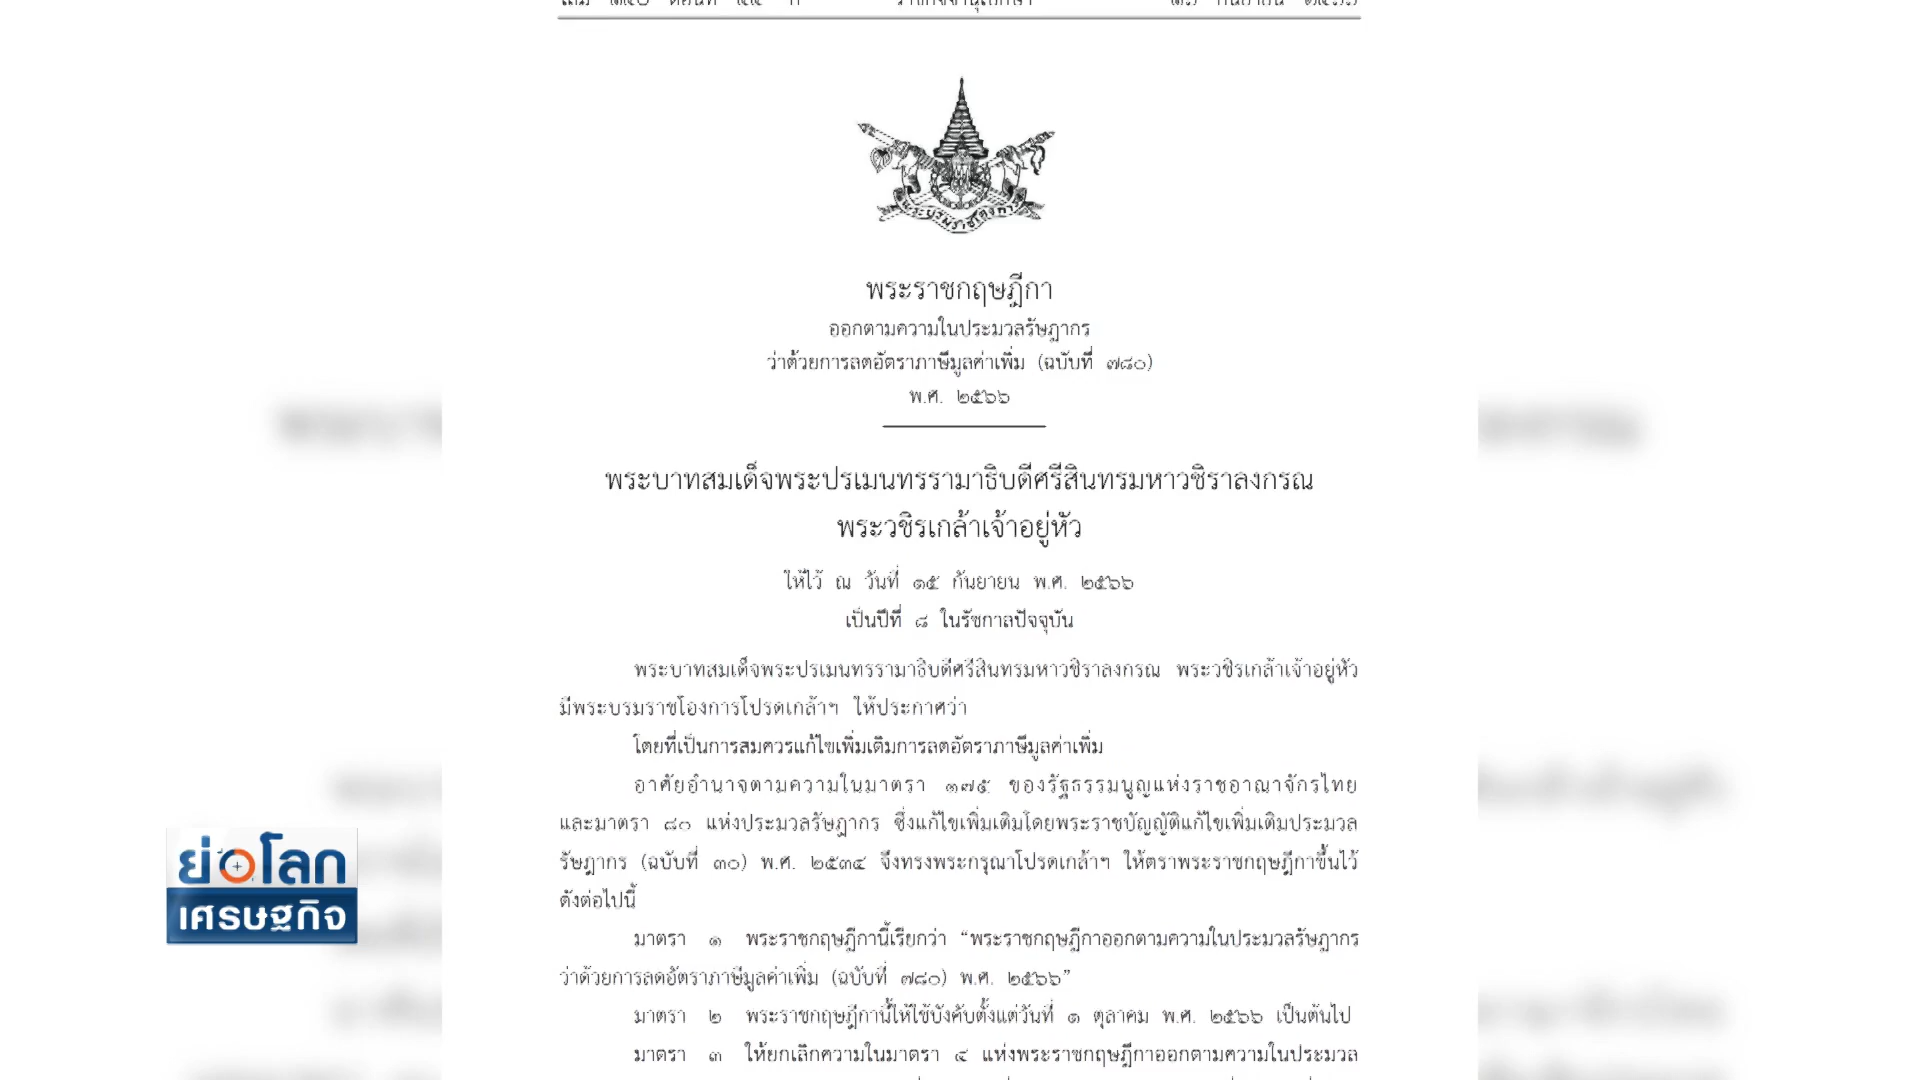 พระราชกฤษฎีกา
ออกตามความในประมวลรัษฎากร
ว่าด้วยการลดอัตราภาษีมูลค่าเพิ่ม (ฉบับที่ ๗๘๐)
พ.ศ. ๒๕๖๖
พระบาทสมเด็จพระปรเมนทรรามาธิบดีศรีสินทรมหาวชิราลงกรณ
พระวชิรเกล้าเจ้าอยู่หัว
ให้ไว้ ณ วันที่ ๑๕ กันยายน พ.ศ. ๒๕๖๖
เป็นปีที่ ๘ ในรัชกาลปัจจุบัน
พระบาทสมเด็จพระปรเมนทรรามาธิบดีศรีสินทรมหาวชิราลงกรณ พระวชิรเกล้าเจ้าอยู่หัว
มีพระบรมราชโองการโปรดเกล้าฯ ให้ประกาศว่า
โดยที่เป็นการสมควรแก้ไขเพิ่มเติมการลดอัตราภาษีมูลค่าเพิ่ม
อาศัยอำนาจตามความในมาตรา ๑๗๕ ของรัฐธรรมนูญแห่งราชอาณาจักรไทย
และมาตรา ๘๐ แห่งประมวลรัษฎากร ซึ่งแก้ไขเพิ่มเติมโดยพระราชบัญญัติแก้ไขเพิ่มเติมประมวล
รัษฎากร (ฉบับที่ ๓๐) พ.ศ. ๒๕๓๔ จึงทรงพระกรุณาโปรดเกล้าฯ ให้ตราพระราชกฤษฎีกาขึ้นไว้
ดังต่อไปนี้
มาตรา ๑ พระราชกฤษฎีกานี้เรียกว่า “พระราชกฤษฎีกาออกตามความในประมวลรัษฎากร
ว่าด้วยการลดอัตราภาษีมูลค่าเพิ่ม (ฉบับที่ ๗๘๐) พ.ศ. ๒๕๖๖”
มาตรา ๒ พระราชกฤษฎีกานี้ให้ใช้บังคับตั้งแต่วันที่ ๑ ตุลาคม พ.ศ. ๒๕๖๖ เป็นต้นไป
มาตรา ๓ ให้ยกเลิกความในมาตรา ๔ แห่งพระราชกฤษฎีกาออกตามความในประมวล
ย่อโลก
เศรษฐกิจ